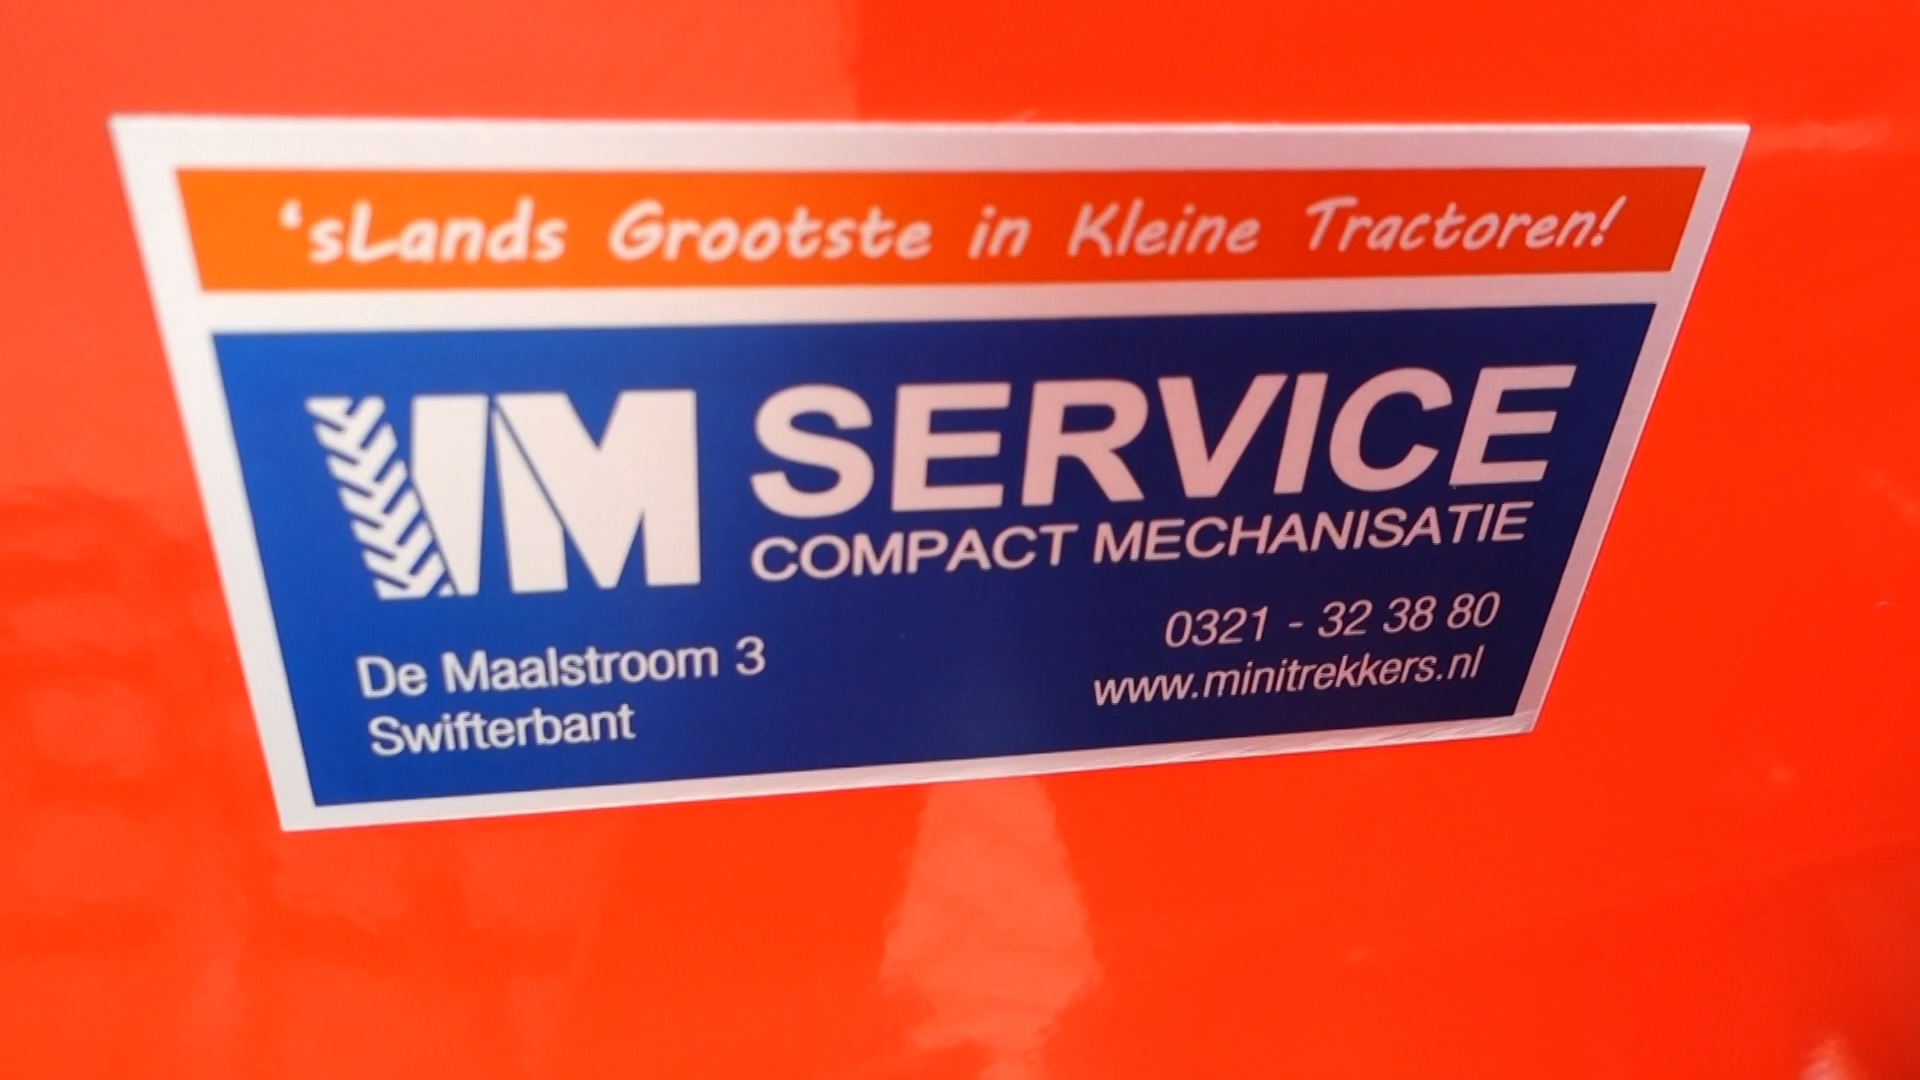 'sLands Grootste in Kleine Tractoren!
IM SERVICE
COMPACT MECHANISATIE
De Maalstroom 3
Swifterbant
0321 - 32 38 80
www.minitrekkers.nl